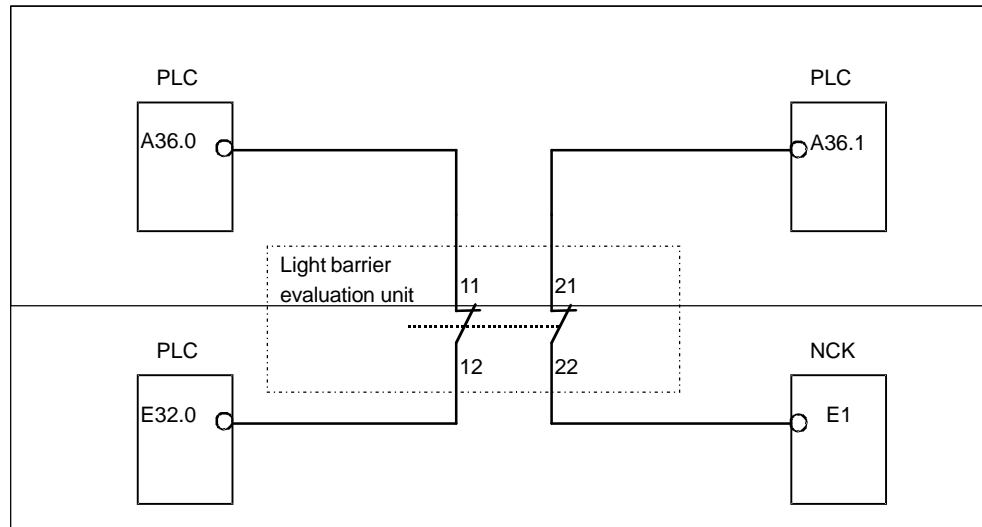 PLC
PLC
A36.0
A36.1
Light barrier
evaluation unit
11
21
12
22
PLC
NCK
E32.0
E1